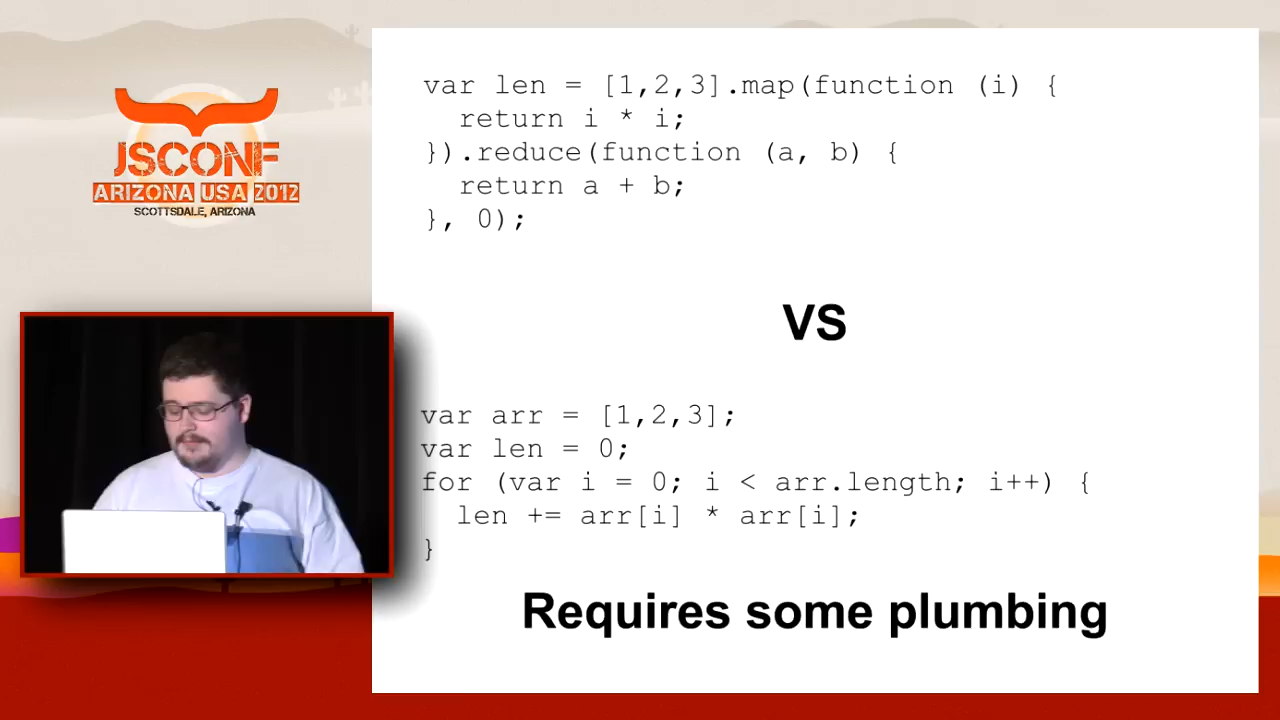 JSCONF
ARIZONA USA 2012
SCOTTSDALE, ARIZONA
var len = [1,2,3].map(function (i) {
  return i * i;
}).reduce(function (a, b) {
  return a + b;
}, 0);
VS
var arr = [1,2,3];
var len = 0;
for (var i = 0; i < arr.length; i++) {
  len += arr[i] * arr[i];
}
Requires some plumbing